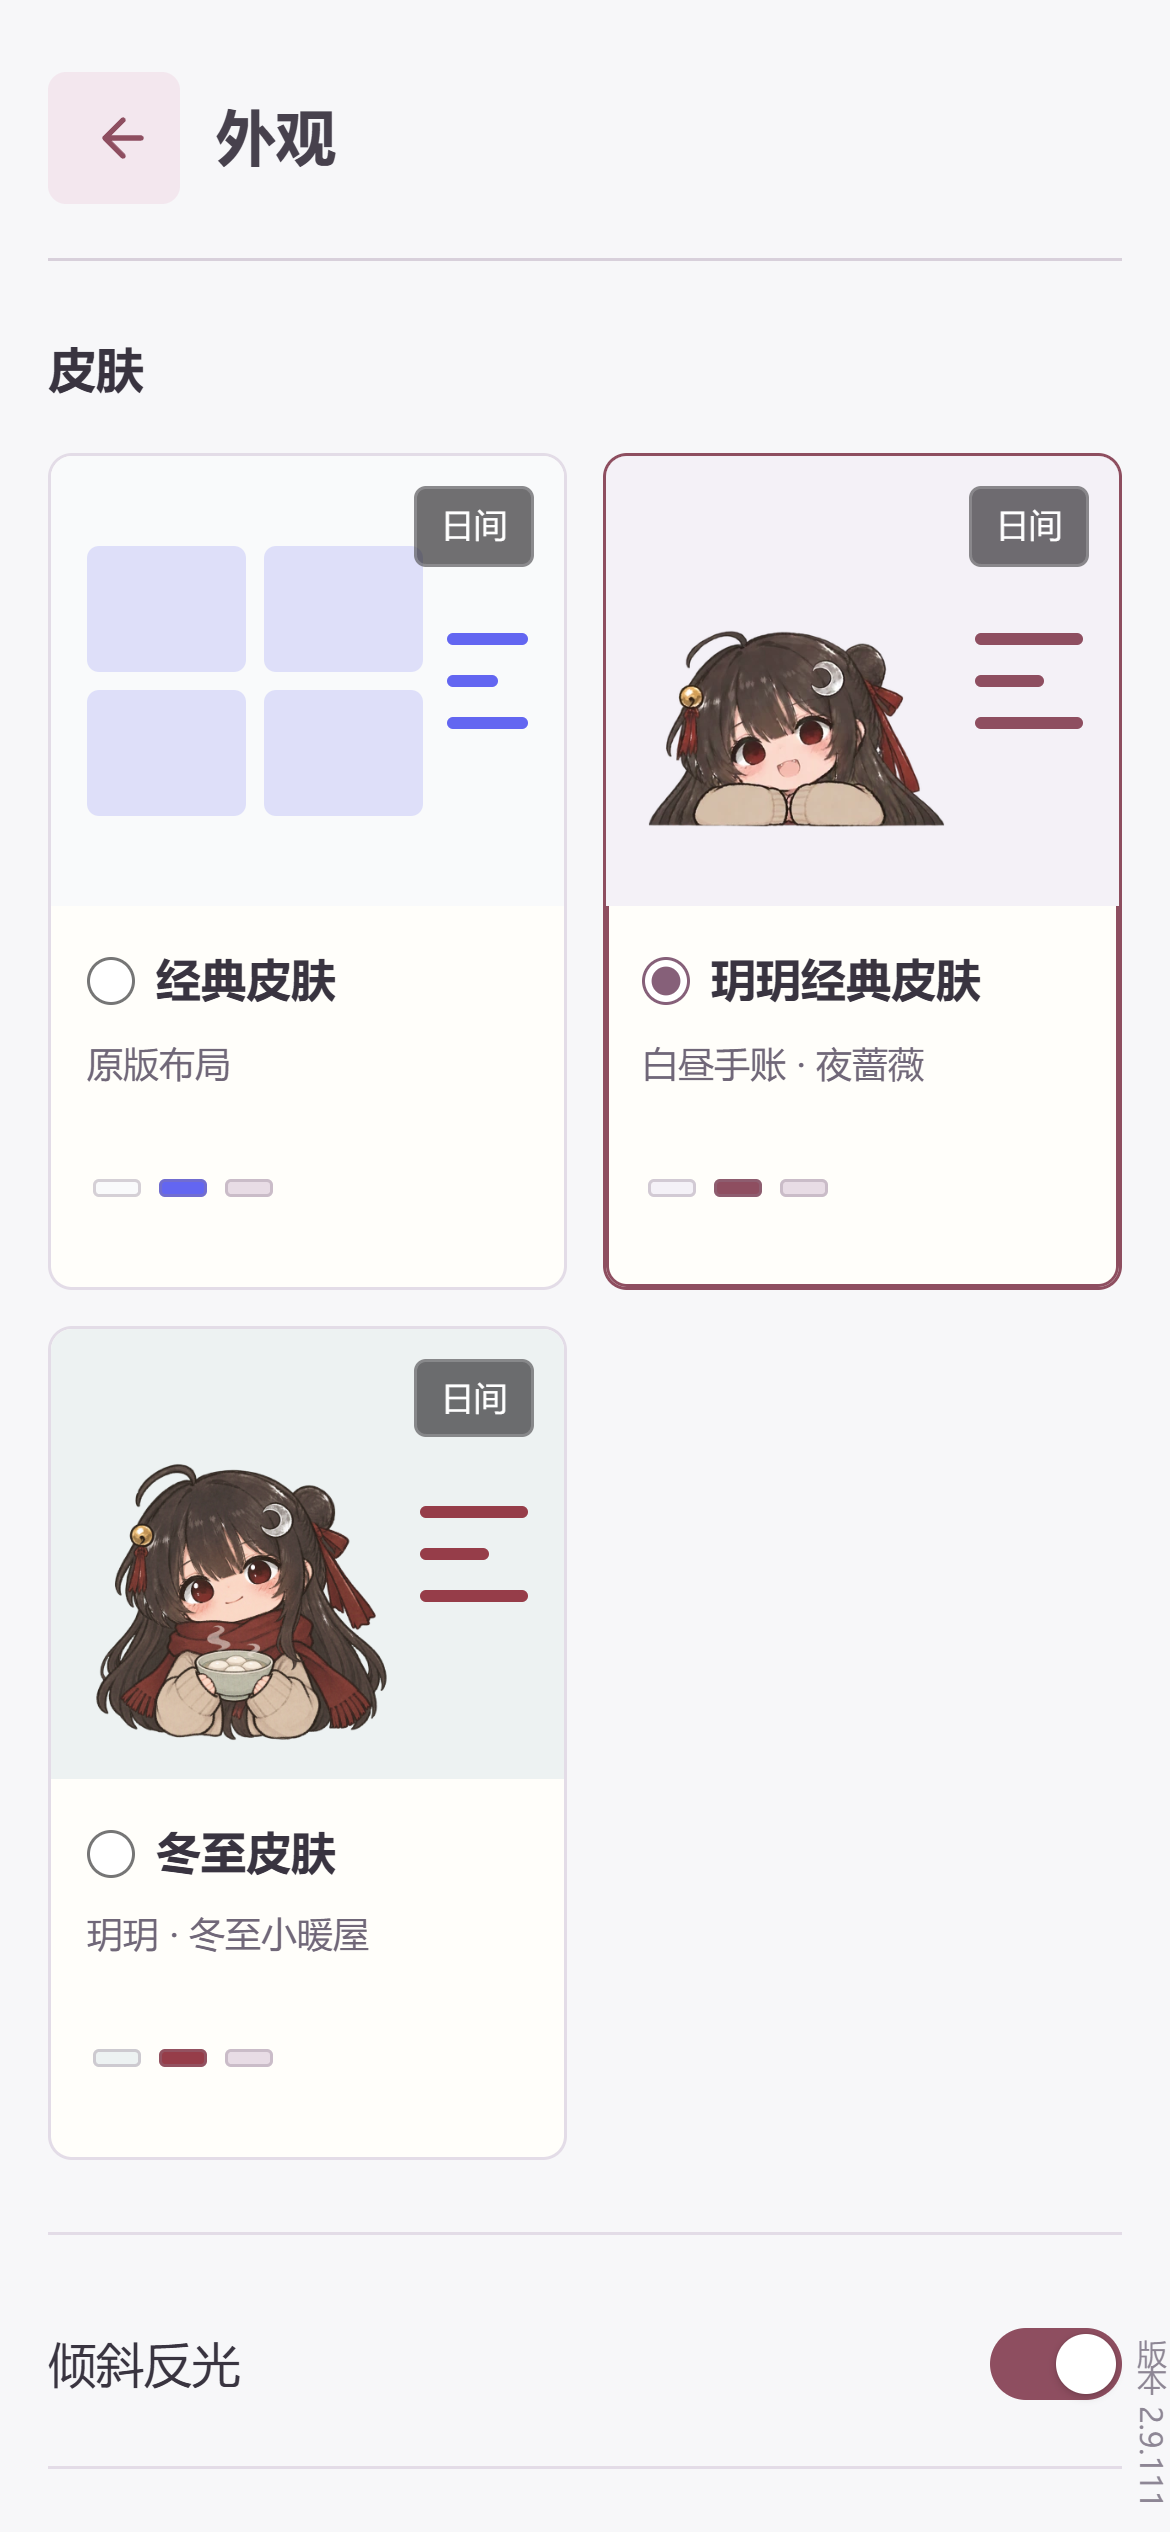 外观
皮肤
日间
日间
经典皮肤
玥玥经典皮肤
原版布局
白昼手账 · 夜蔷薇
日间
冬至皮肤
玥玥 · 冬至小暖屋
倾斜反光
版本 2.9.111